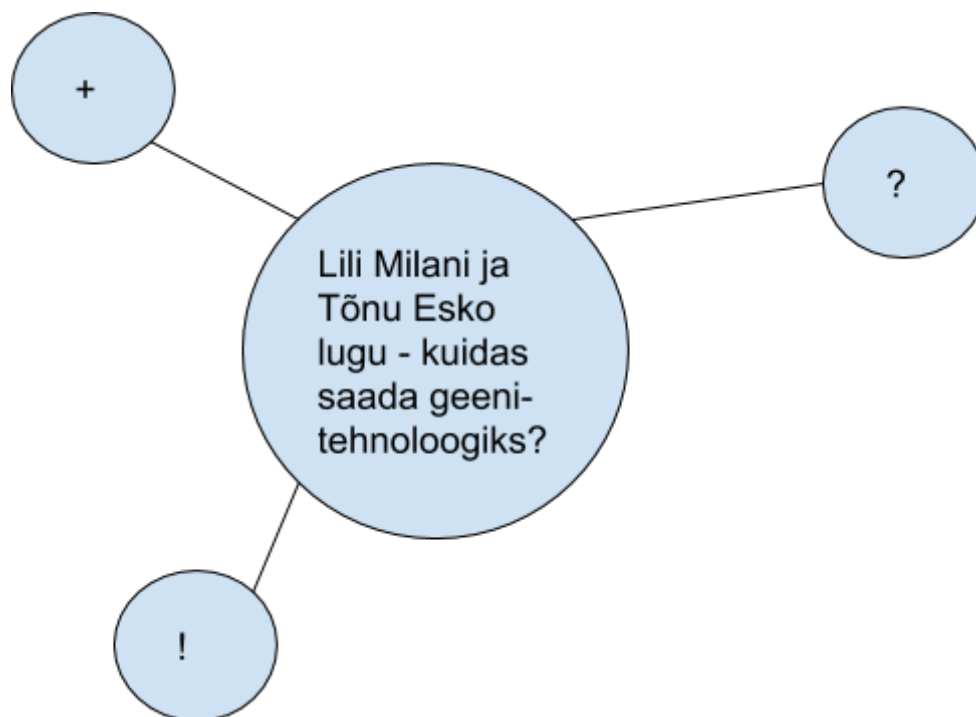 +
?
Lili Milani ja
Tõnu Esko
lugu - kuidas
saada geeni-
tehnoloogiks?
!